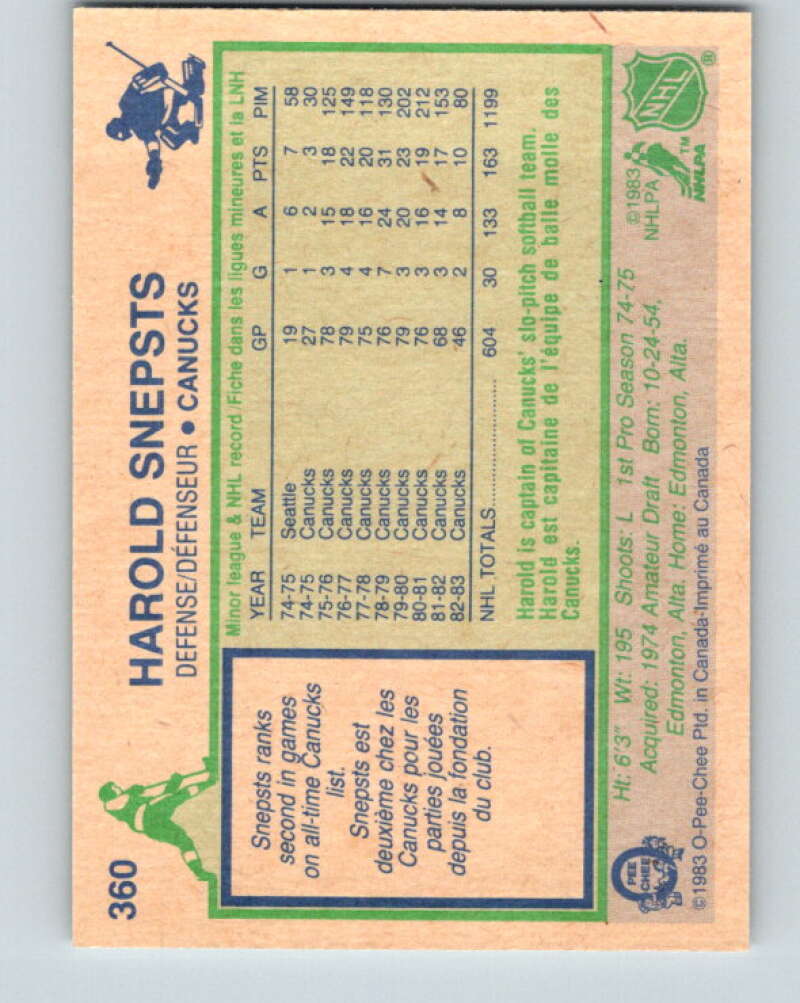 360
HAROLD SNEPSTS
DEFENSE/DÉFENSEUR • CANUCKS
Snepsts ranks
second in games
on all-time Canucks
list.
Snepsts est
deuxième chez les
Canucks pour les
parties jouées
depuis la fondation
du club.
Minor league & NHL record/Fiche dans les ligues mineures et la LNH
YEAR TEAM GP G A PTS PIM
74-75 Seattle 19 1 6 7 58
74-75 Canucks 27 1 2 3 30
75-76 Canucks 78 3 15 18 125
76-77 Canucks 79 4 18 22 149
77-78 Canucks 75 4 16 20 118
78-79 Canucks 76 7 24 31 130
79-80 Canucks 79 3 20 23 202
80-81 Canucks 76 3 16 19 212
81-82 Canucks 68 3 14 17 153
82-83 Canucks 46 2 8 10 80
NHL TOTALS............... 604 30 133 163 1199
Harold is captain of Canucks' slo-pitch softball team.
Harold est capitaine de l'équipe de balle molle des
Canucks.
Ht: 6'3" Wt: 195 Shoots: L 1st Pro Season 74-75
Acquired: 1974 Amateur Draft. Born: 10-24-54,
Edmonton, Alta. Home: Edmonton, Alta.
©1983
NHLPA
NHL
®
TM
NHLPA
PEE
CHEE
©1983 O-Pee-Chee Ptd. in Canada-Imprimé au Canada